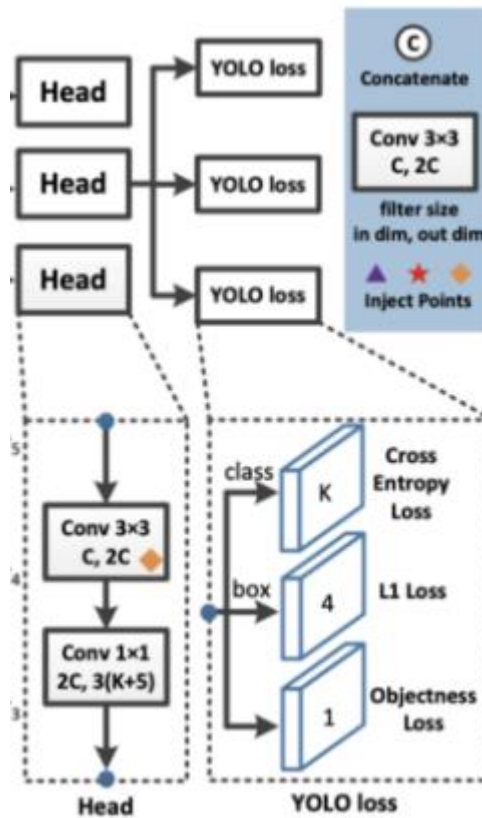 Head
Head
Head
YOLO loss
YOLO loss
YOLO loss
C
Concatenate
Conv 3×3
C, 2C
filter size
in dim, out dim
Inject Points
5
4
3
Conv 3×3
C, 2C
Conv 1×1
2C, 3(K+5)
Head
class
K
Cross
Entropy
Loss
box
4
L1 Loss
1
Objectness
Loss
YOLO loss